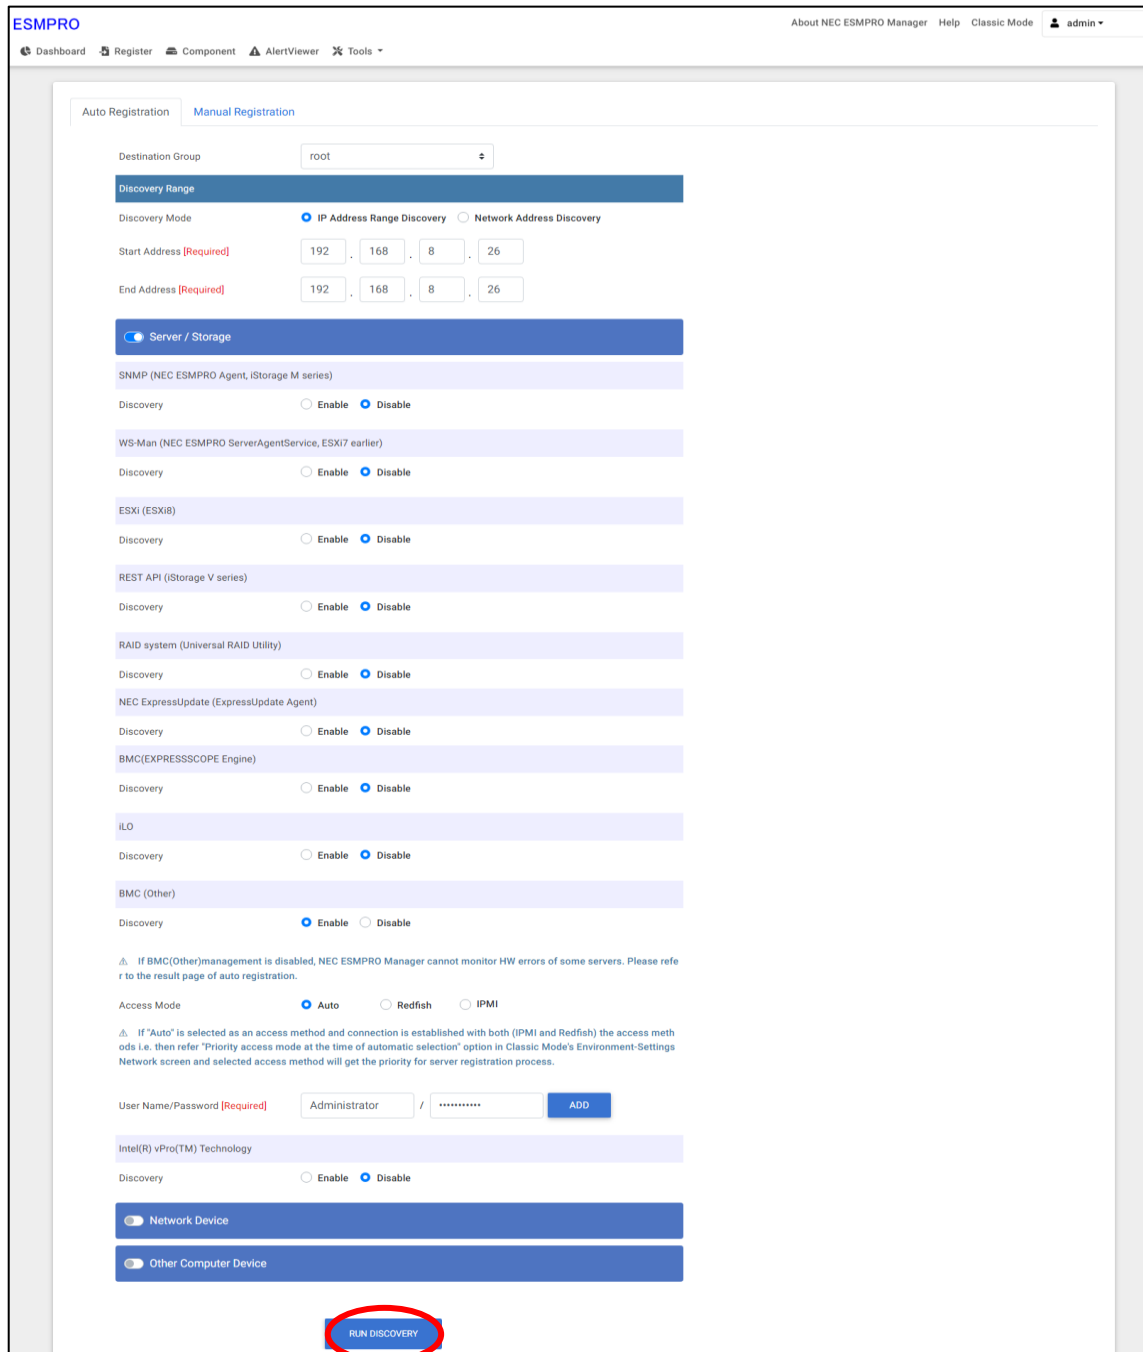 ESMPRO
About NEC ESMPRO Manager Help Classic Mode admin
Dashboard Register Component AlertViewer Tools
Auto Registration Manual Registration
Destination Group root
Discovery Range
Discovery Mode IP Address Range Discovery Network Address Discovery
Start Address [Required] 192 . 168 . 8 . 26
End Address [Required] 192 . 168 . 8 . 26
Server / Storage
SNMP (NEC ESMPRO Agent, iStorage M series)
Discovery Enable Disable
WS-Man (NEC ESMPRO ServerAgentService, ESXi7 earlier)
Discovery Enable Disable
ESXi (ESXi8)
Discovery Enable Disable
REST API (iStorage V series)
Discovery Enable Disable
RAID system (Universal RAID Utility)
Discovery Enable Disable
NEC ExpressUpdate (ExpressUpdate Agent)
Discovery Enable Disable
BMC(EXPRESSSCOPE Engine)
Discovery Enable Disable
iLO
Discovery Enable Disable
BMC (Other)
Discovery Enable Disable
If BMC(Other)management is disabled, NEC ESMPRO Manager cannot monitor HW errors of some servers. Please refe
r to the result page of auto registration.
Access Mode Auto Redfish IPMI
If "Auto" is selected as an access method and connection is established with both (IPMI and Redfish) the access meth
ods i.e. then refer "Priority access mode at the time of automatic selection" option in Classic Mode's Environment-Settings
Network screen and selected access method will get the priority for server registration process.
User Name/Password [Required] Administrator / ••••••••••• ADD
Intel(R) vPro(TM) Technology
Discovery Enable Disable
Network Device
Other Computer Device
RUN DISCOVERY